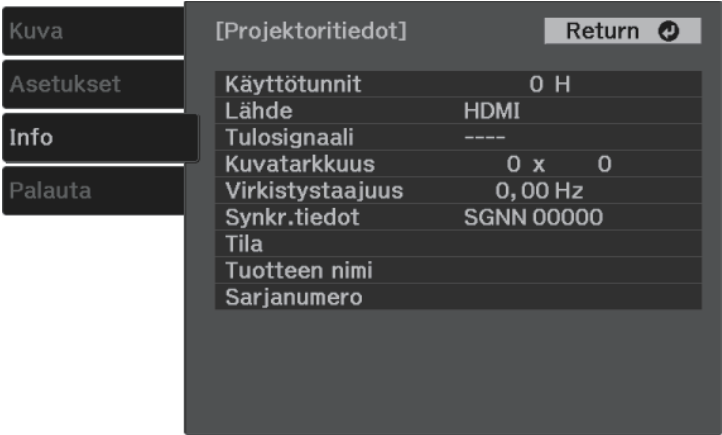 Kuva
Asetukset
Info
Palauta
[Projektoritiedot] Return
Käyttötunnit 0 H
Lähde HDMI
Tulosignaali ----
Kuvatarkkuus 0 x 0
Virkistystaajuus 0,00 Hz
Synkr.tiedot SGNN 00000
Tila
Tuotteen nimi
Sarjanumero